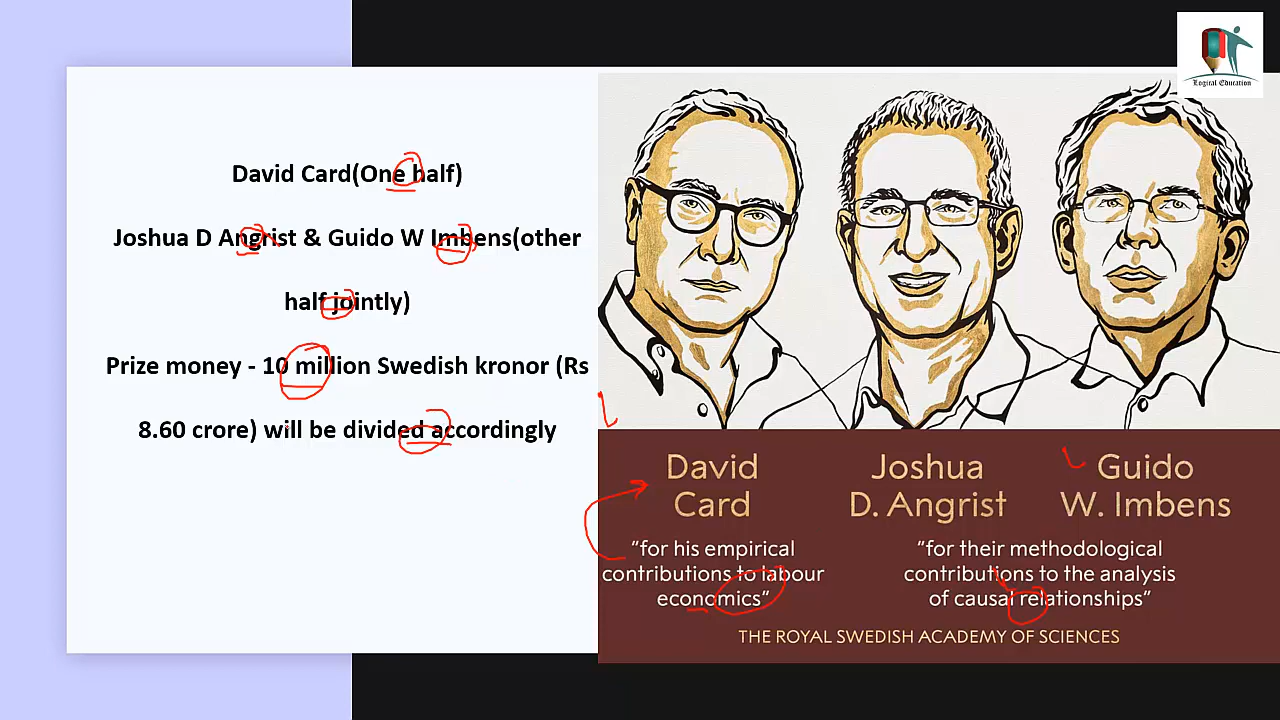 Logical Education
David Card(One half)
Joshua D Angrist & Guido W Imbens(other
half jointly)
Prize money - 10 million Swedish kronor (Rs
8.60 crore) will be divided accordingly
David
Card
"for his empirical
contributions to labour
economics"
Joshua
D. Angrist
Guido
W. Imbens
"for their methodological
contributions to the analysis
of causal relationships"
THE ROYAL SWEDISH ACADEMY OF SCIENCES